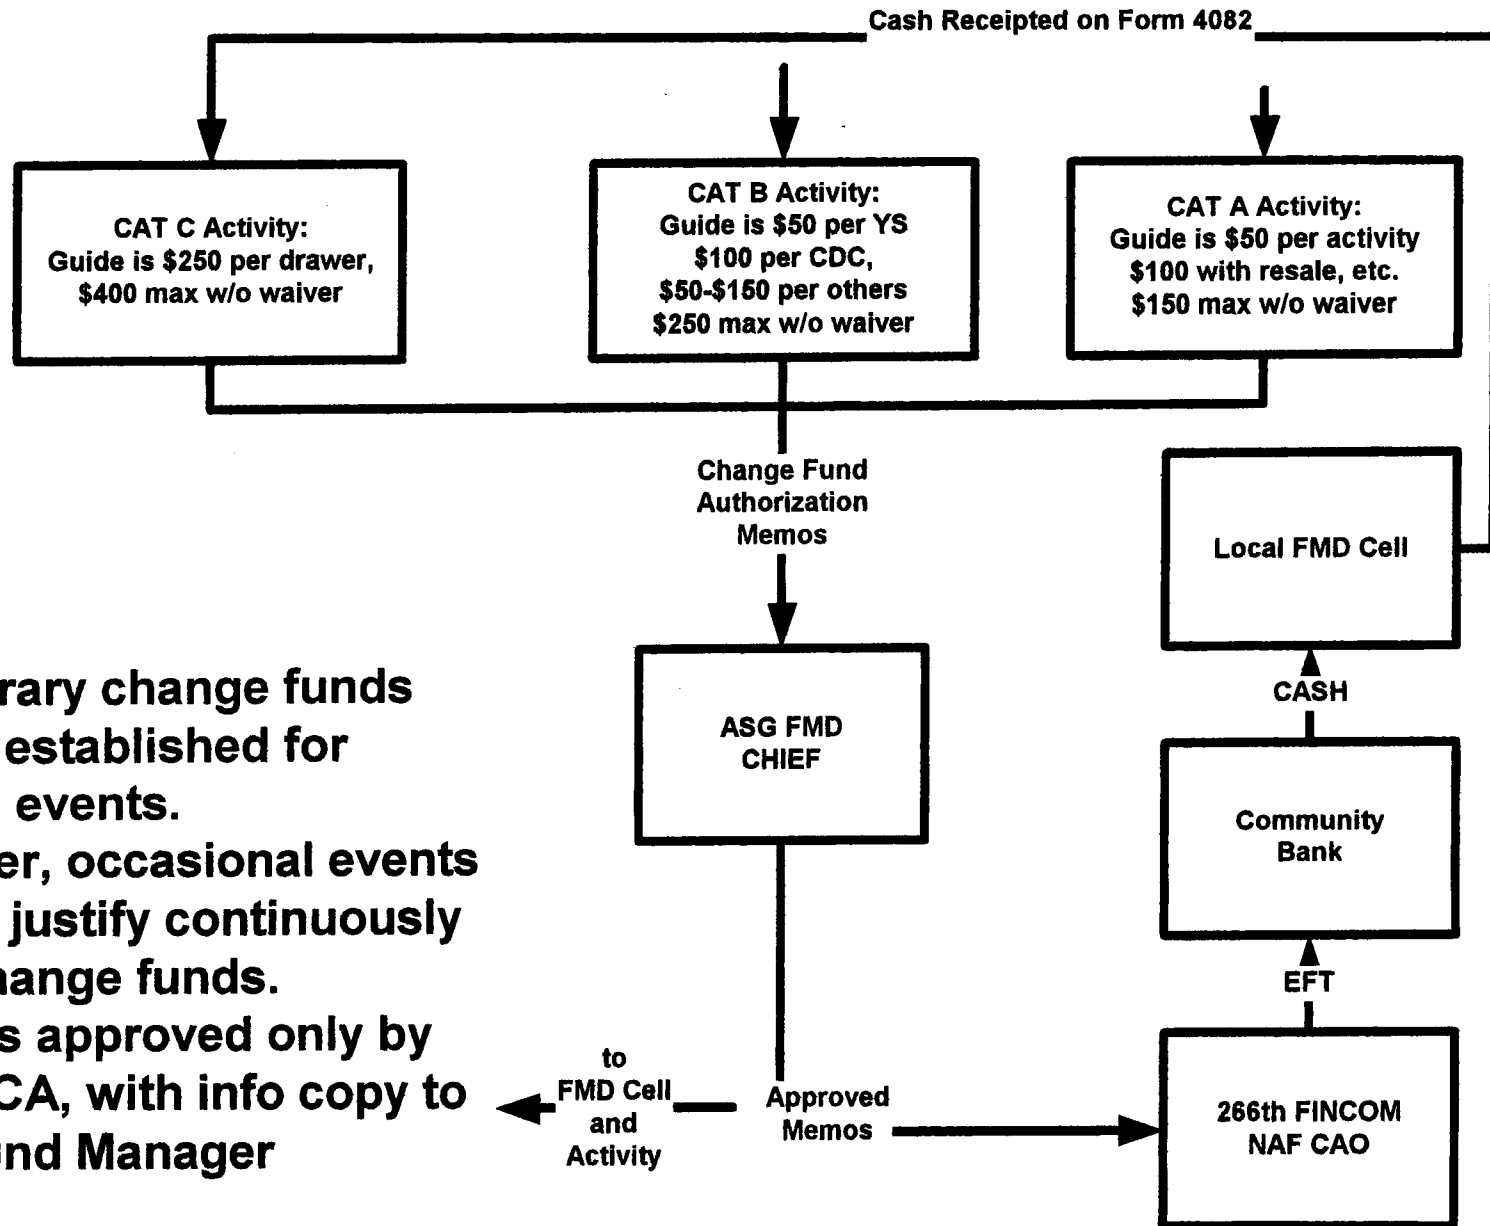 Cash Receipted on Form 4082
CAT C Activity:
Guide is $250 per drawer,
$400 max w/o waiver
CAT B Activity:
Guide is $50 per YS
$100 per CDC,
$50-$150 per others
$250 max w/o waiver
CAT A Activity:
Guide is $50 per activity
$100 with resale, etc.
$150 max w/o waiver
Change Fund
Authorization
Memos
Local FMD Cell
CASH
ASG FMD
CHIEF
Community
Bank
EFT
rary change funds
established for
events.
er, occasional events
justify continuously
hange funds.
s approved only by
CA, with info copy to
nd Manager
to
FMD Cell
and
Activity
Approved
Memos
266th FINCOM
NAF CAO